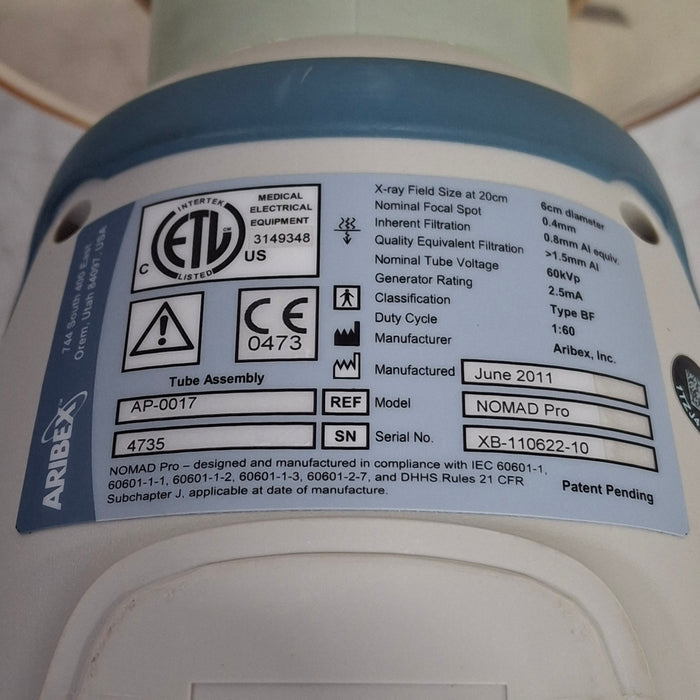 INTERTEK
ETL
CM
LISTED
C
US
MEDICAL
ELECTRICAL
EQUIPMENT
3149348
CE
0473
744 South 400 East
Orem, Utah 84097, USA
ARIBEX™
X-ray Field Size at 20cm 6cm diameter
Nominal Focal Spot 0.4mm
Inherent Filtration 0.8mm Al equiv.
Quality Equivalent Filtration >1.5mm Al
Nominal Tube Voltage 60kVp
Generator Rating 2.5mA
Classification Type BF
Duty Cycle 1:60
Manufacturer Aribex, Inc.
Manufactured June 2011
Tube Assembly
AP-0017 REF Model NOMAD Pro
4735 SN Serial No. XB-110622-10
NOMAD Pro – designed and manufactured in compliance with IEC 60601-1,
60601-1-1, 60601-1-2, 60601-1-3, 60601-2-7, and DHHS Rules 21 CFR
Subchapter J, applicable at date of manufacture.
Patent Pending